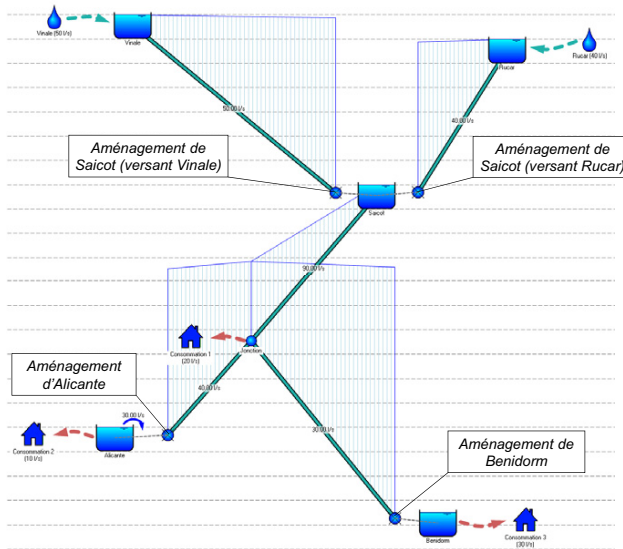 Vinale (50 l/s)
Vinale
Rucar
Rucar (40 l/s)
50.00 l/s
40.00 l/s
Aménagement de
Saicot (versant Vinale)
Aménagement de
Saicot (versant Rucar)
Saicot
90.00 l/s
Consommation 1
(20 l/s)
Jonction
Aménagement
d'Alicante
40.00 l/s
30.00 l/s
Consommation 2
(10 l/s)
Alicante
30.00 l/s
Aménagement de
Benidorm
Benidorm
Consommation 3
(30 l/s)